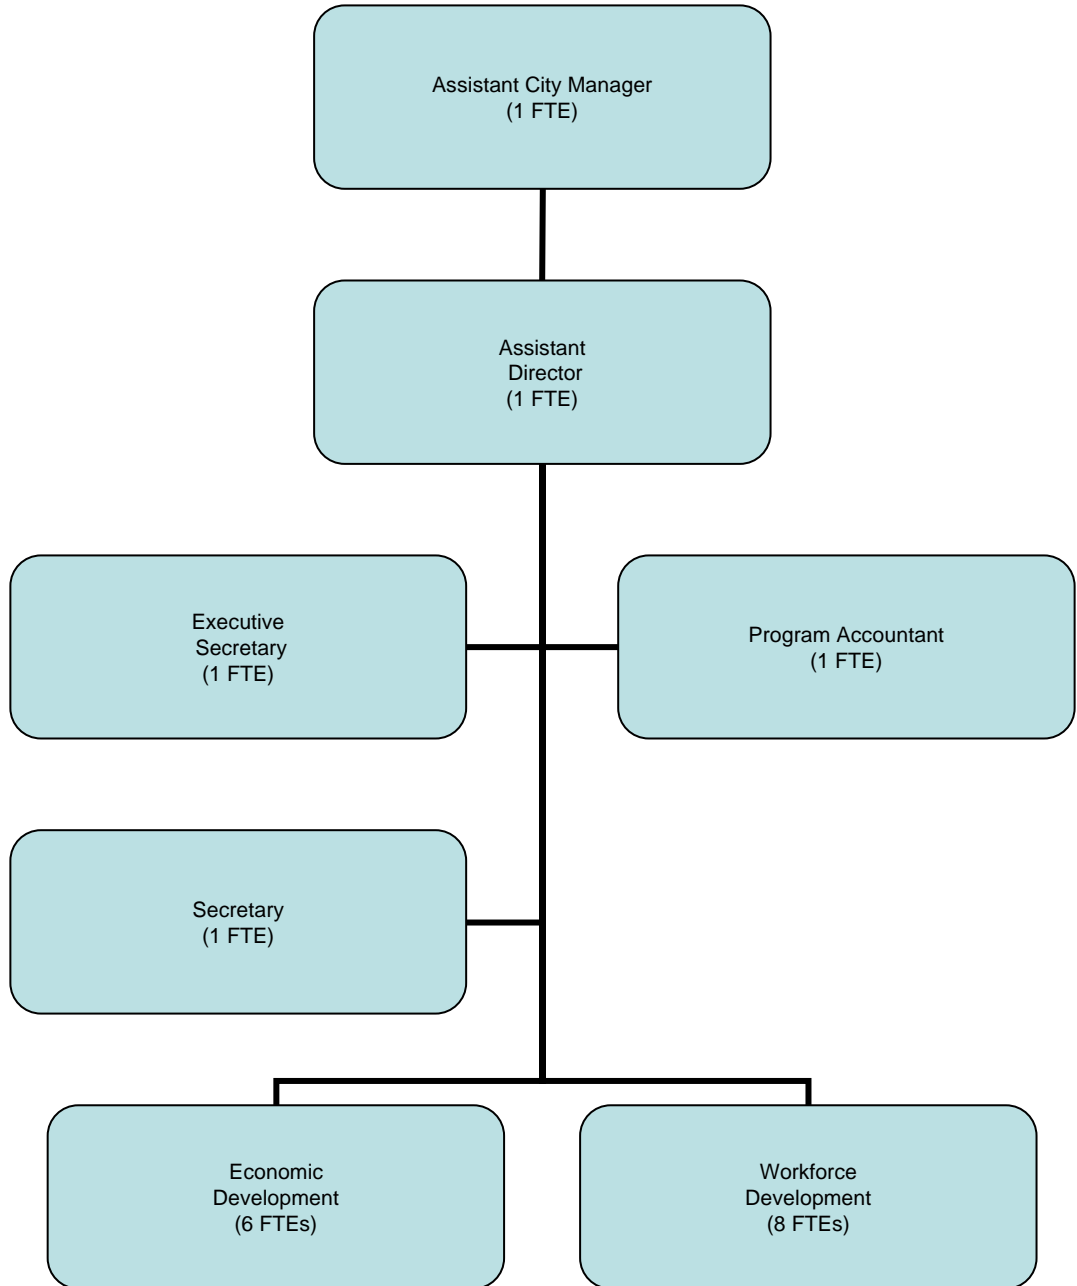 Assistant City Manager
(1 FTE)
Assistant
Director
(1 FTE)
Executive
Secretary
(1 FTE)
Program Accountant
(1 FTE)
Secretary
(1 FTE)
Economic
Development
(6 FTEs)
Workforce
Development
(8 FTEs)